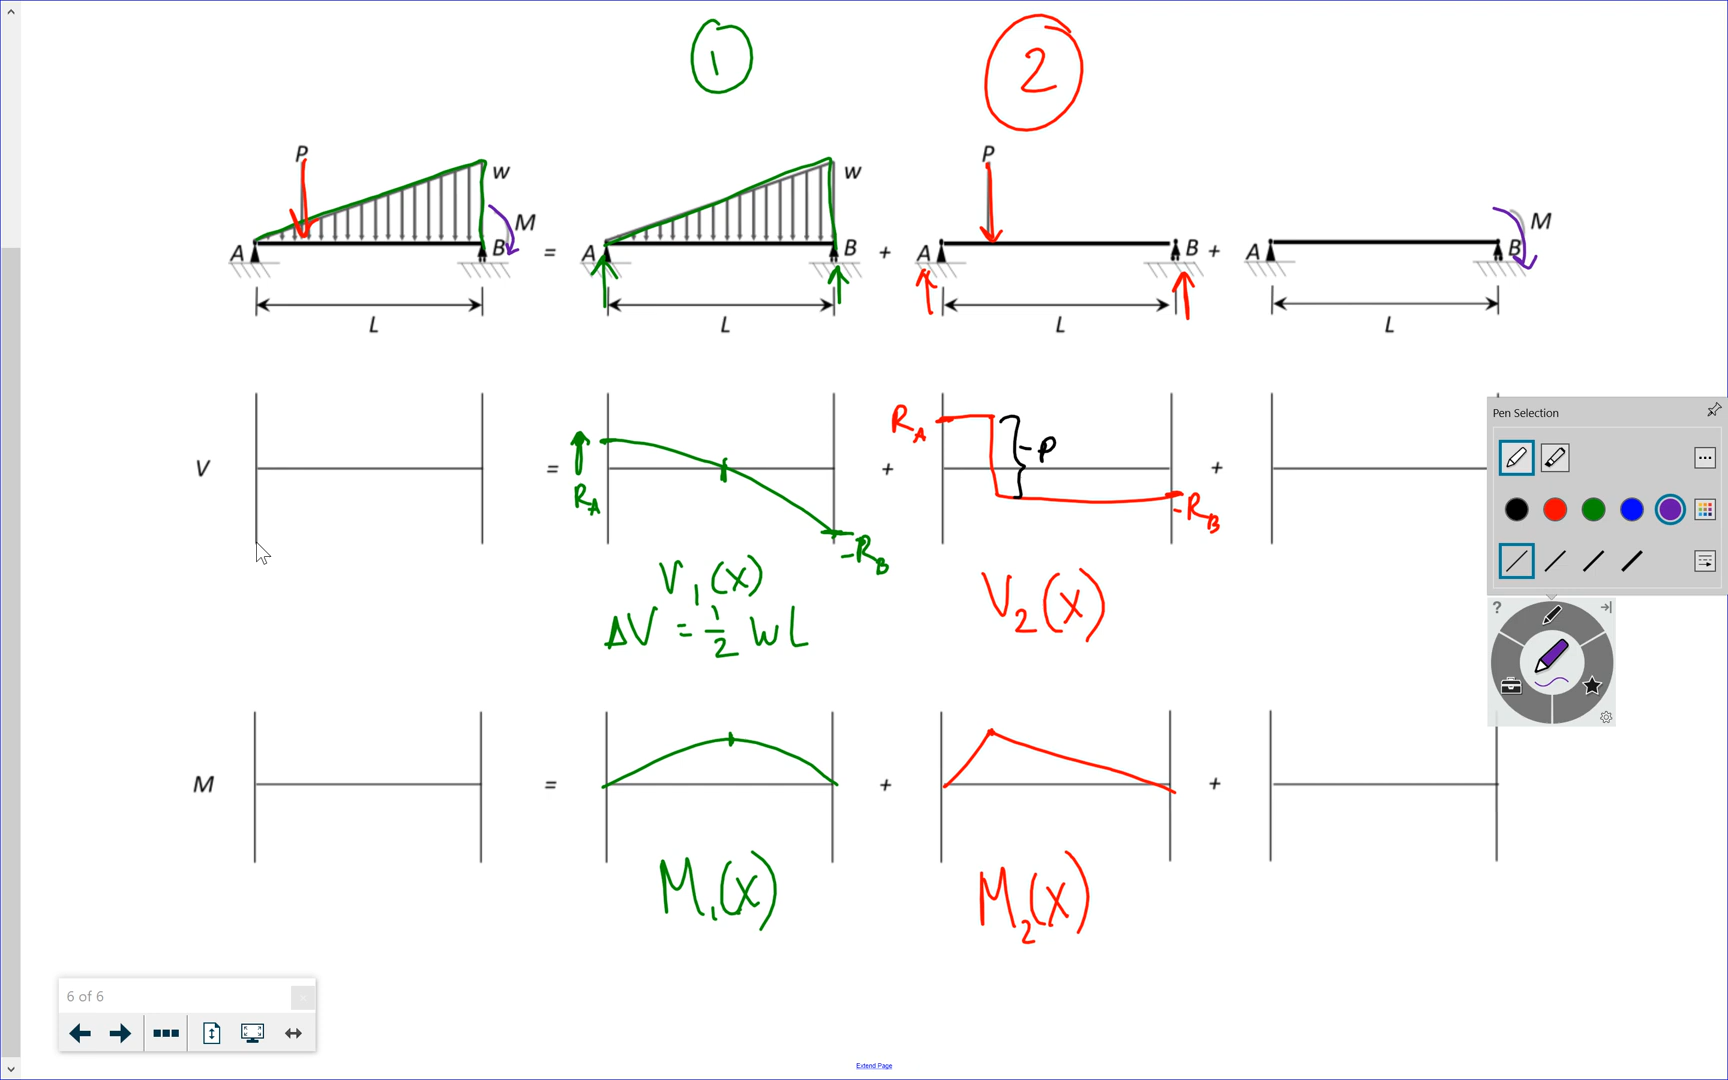 1
2
P
w
M
A
B
=
A
w
B
+
P
A
B
+
A
M
B
L
L
L
L
V
=
R_A
-R_B
+
R_A
-P
-R_B
+
V_1(x)
ΔV = 1/2 wL
V_2(x)
M
=
+
+
M_1(x)
M_2(x)
Pen Selection
?
6 of 6
Extend Page